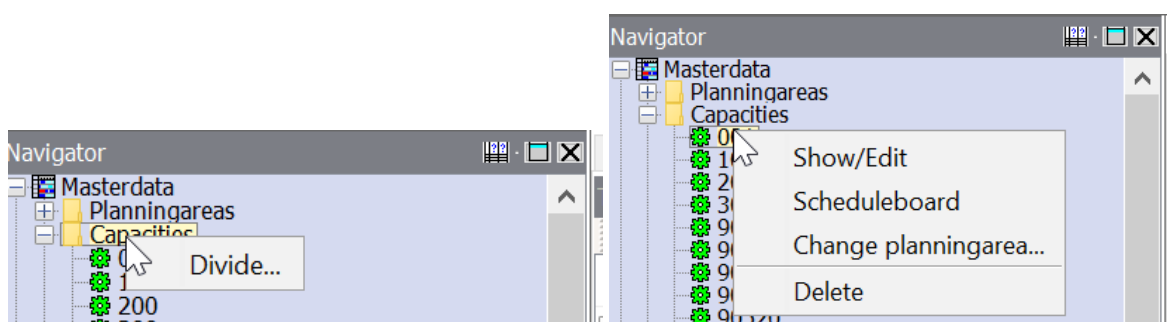 Navigator
Masterdata
Planningareas
Capacities
Divide...
200
Navigator
Masterdata
Planningareas
Capacities
Show/Edit
Scheduleboard
Change planningarea...
Delete